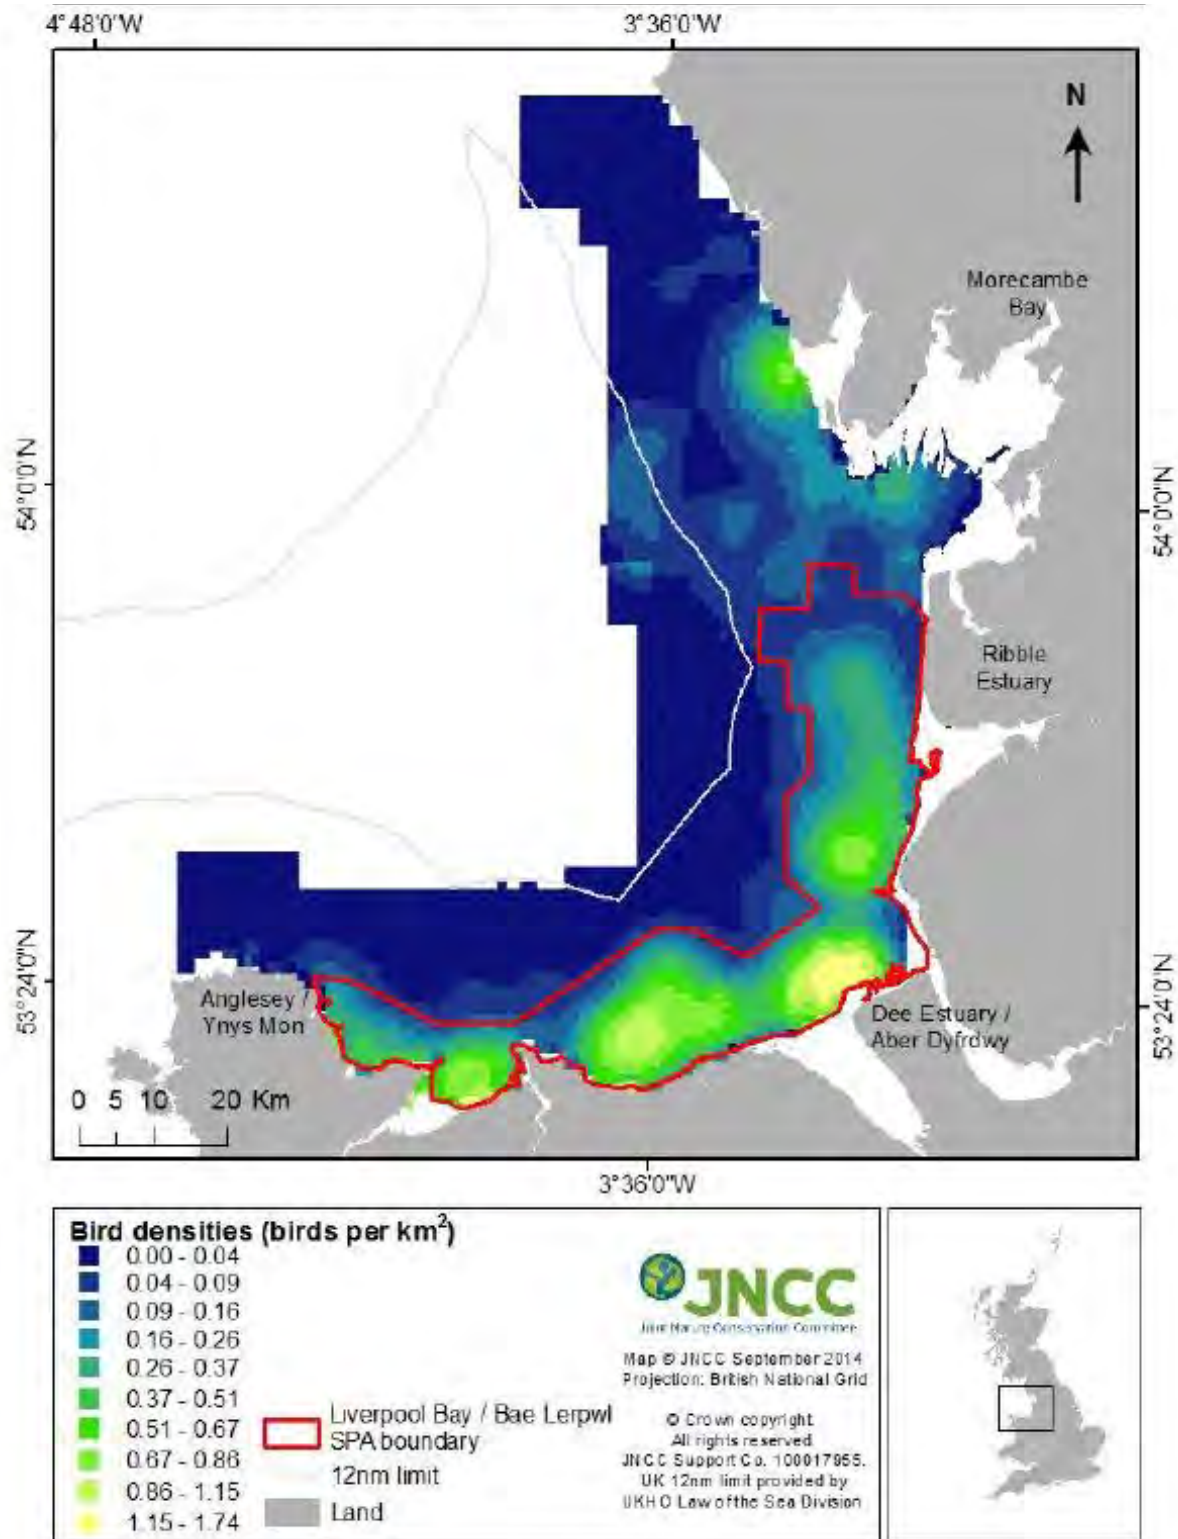 4°48'0"W
3°36'0"W
N
Morecambe
Bay
54°0'0"N
54°0'0"N
Ribble
Estuary
53°24'0"N
53°24'0"N
Anglesey /
Ynys Mon
Dee Estuary /
Aber Dyfrdwy
0 5 10 20 Km
3°36'0"W
Bird densities (birds per km²)
0.00 - 0.04
0.04 - 0.09
0.09 - 0.16
0.16 - 0.26
0.26 - 0.37
0.37 - 0.51
0.51 - 0.67
0.67 - 0.86
0.86 - 1.15
1.15 - 1.74
Liverpool Bay / Bae Lerpwl
SPA boundary
12nm limit
Land
JNCC
Joint Nature Conservation Committee
Map © JNCC September 2014
Projection: British National Grid
© Crown copyright.
All rights reserved.
JNCC Support Co. 100017955.
UK 12nm limit provided by
UKHO Law of the Sea Division